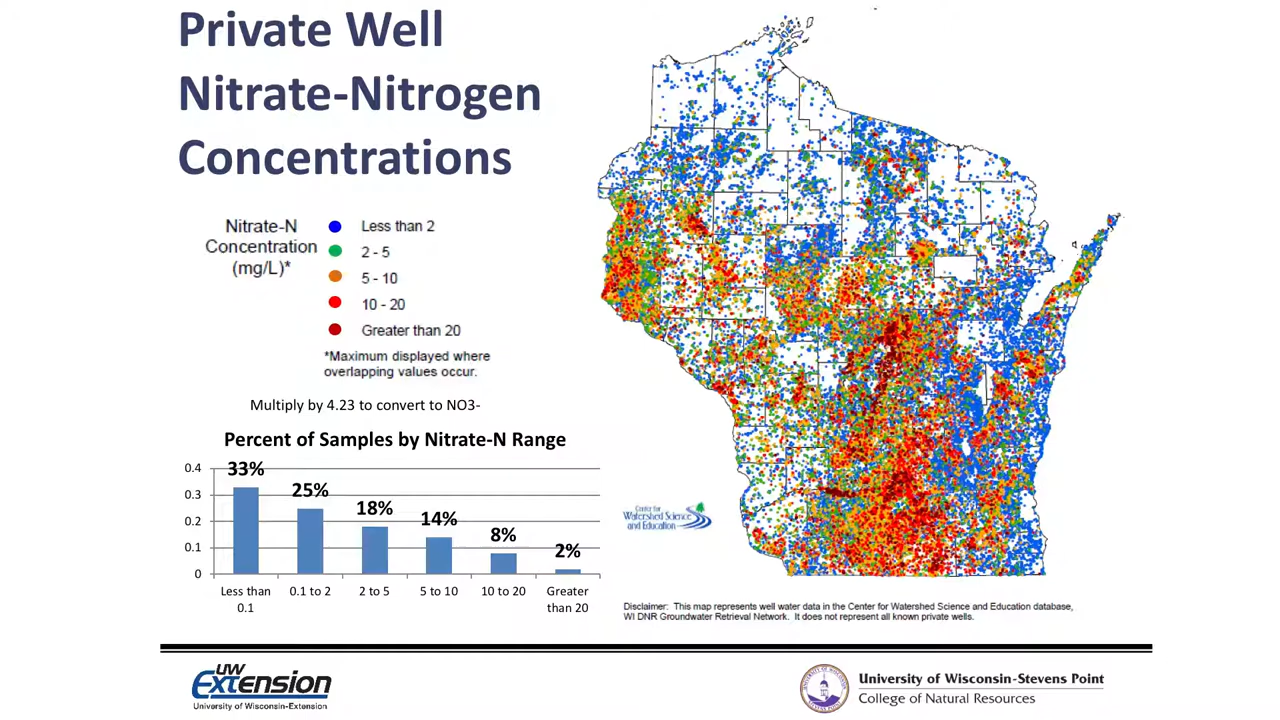 Private Well
Nitrate-Nitrogen
Concentrations
Nitrate-N
Concentration
(mg/L)*
Less than 2
2 - 5
5 - 10
10 - 20
Greater than 20
*Maximum displayed where
overlapping values occur.
Multiply by 4.23 to convert to NO3-
Percent of Samples by Nitrate-N Range
0.4
0.3
0.2
0.1
0
33%
25%
18%
14%
8%
2%
Less than
0.1
0.1 to 2
2 to 5
5 to 10
10 to 20
Greater
than 20
Center for
Watershed Science
and Education
Disclaimer: This map represents well water data in the Center for Watershed Science and Education database,
WI DNR Groundwater Retrieval Network. It does not represent all known private wells.
UW
Extension
University of Wisconsin-Extension
University of Wisconsin-Stevens Point
College of Natural Resources